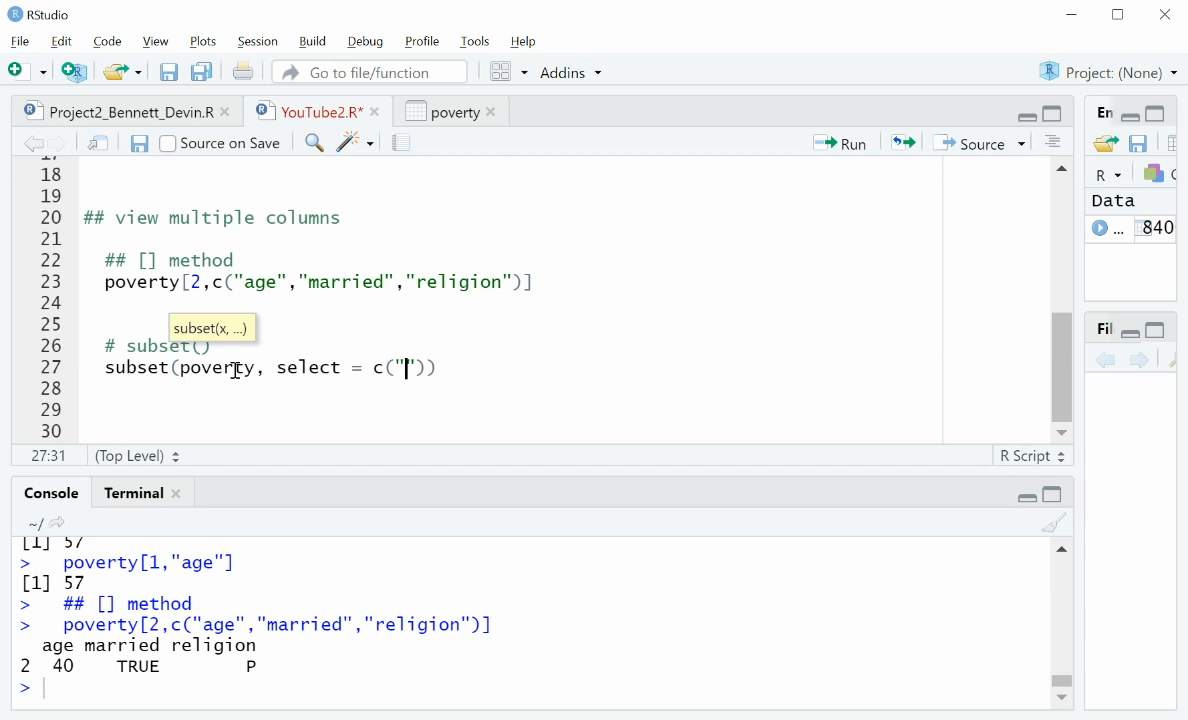 RStudio
File Edit Code View Plots Session Build Debug Profile Tools Help
Go to file/function Addins Project: (None)
Project2_Bennett_Devin.R YouTube2.R* poverty En
Source on Save Run Source
R
Data
... 840
17
18
19
20 ## view multiple columns
21
22 ## [] method
23 poverty[2,c("age","married","religion")]
24
25
subset(x, ...)
26 # subset()
27 subset(poverty, select = c(""))
28
29
30
27:31 (Top Level) R Script
Fil
Console Terminal
~/
[1] 57
> poverty[1,"age"]
[1] 57
> ## [] method
> poverty[2,c("age","married","religion")]
age married religion
2 40 TRUE P
>